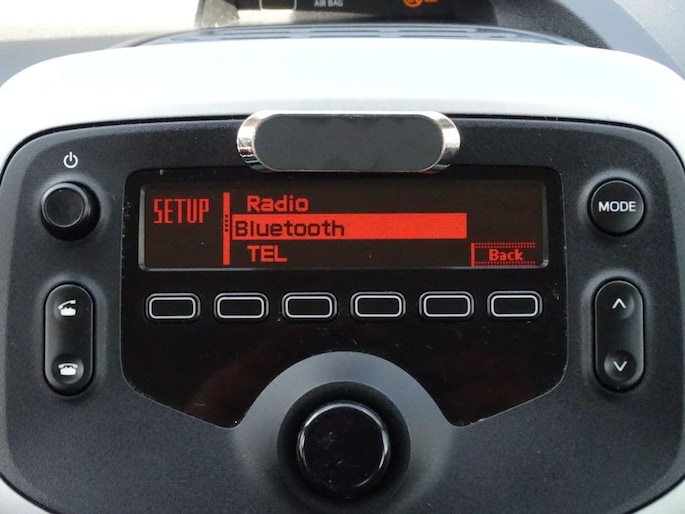 AIR BAG
SETUP
Radio
Bluetooth
TEL
Back
MODE